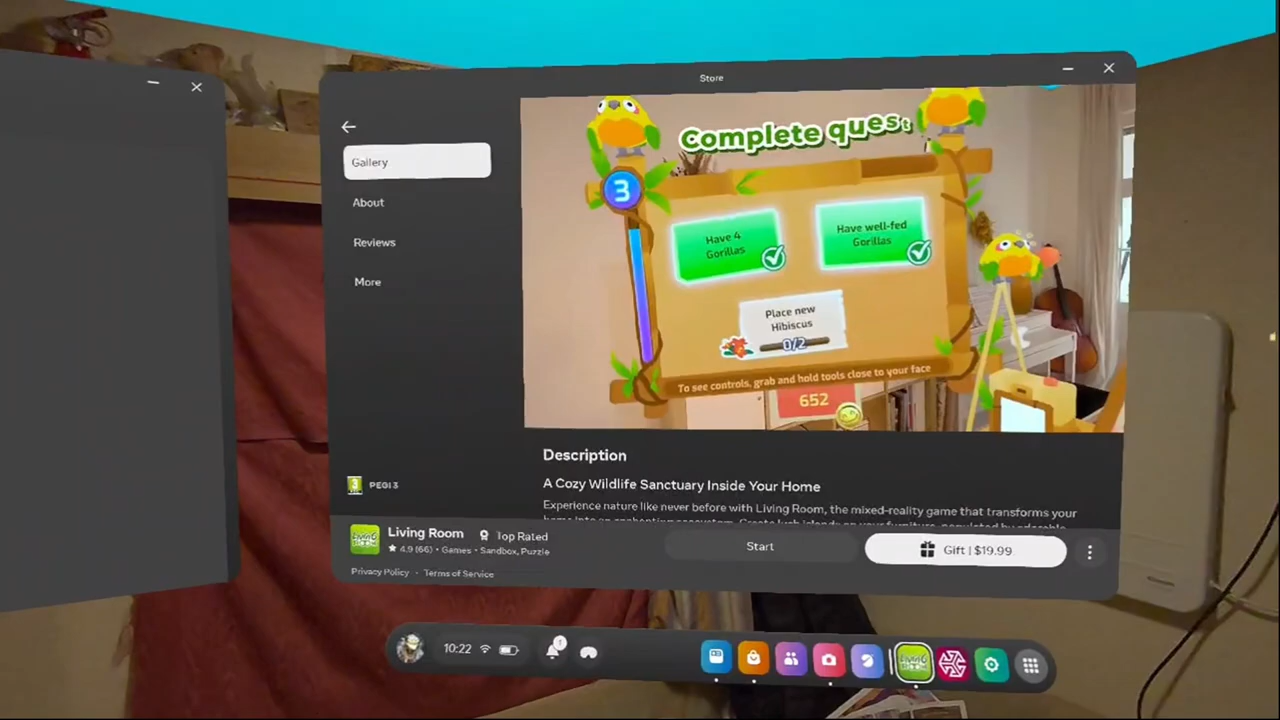 Store
Gallery
About
Reviews
More
Complete quest
3
Have 4
Gorillas
Have well-fed
Gorillas
Place new
Hibiscus
0/2
To see controls, grab and hold tools close to your face
652
Description
A Cozy Wildlife Sanctuary Inside Your Home
Experience nature like never before with Living Room, the mixed-reality game that transforms your
3 PEGI 3
Living Room Top Rated
4.9 (66) • Games • Sandbox, Puzzle
Privacy Policy • Terms of Service
Start
Gift | $19.99
10:22
1